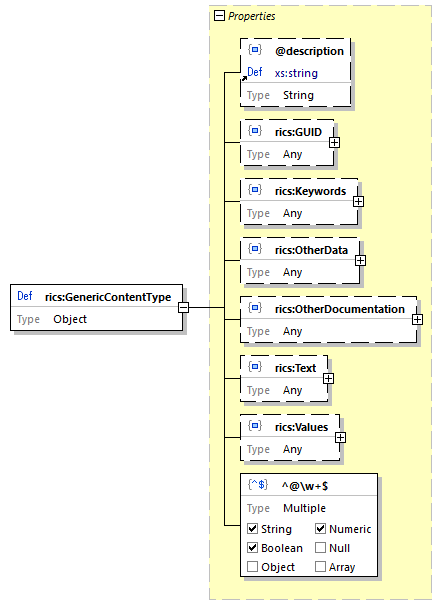 Properties
{} @description
Def xs:string
Type String
{} rics:GUID
Type Any
{} rics:Keywords
Type Any
{} rics:OtherData
Type Any
Def rics:GenericContentType
Type Object
{} rics:OtherDocumentation
Type Any
{} rics:Text
Type Any
{} rics:Values
Type Any
{^$} ^@\w+$
Type Multiple
String Numeric
Boolean Null
Object Array